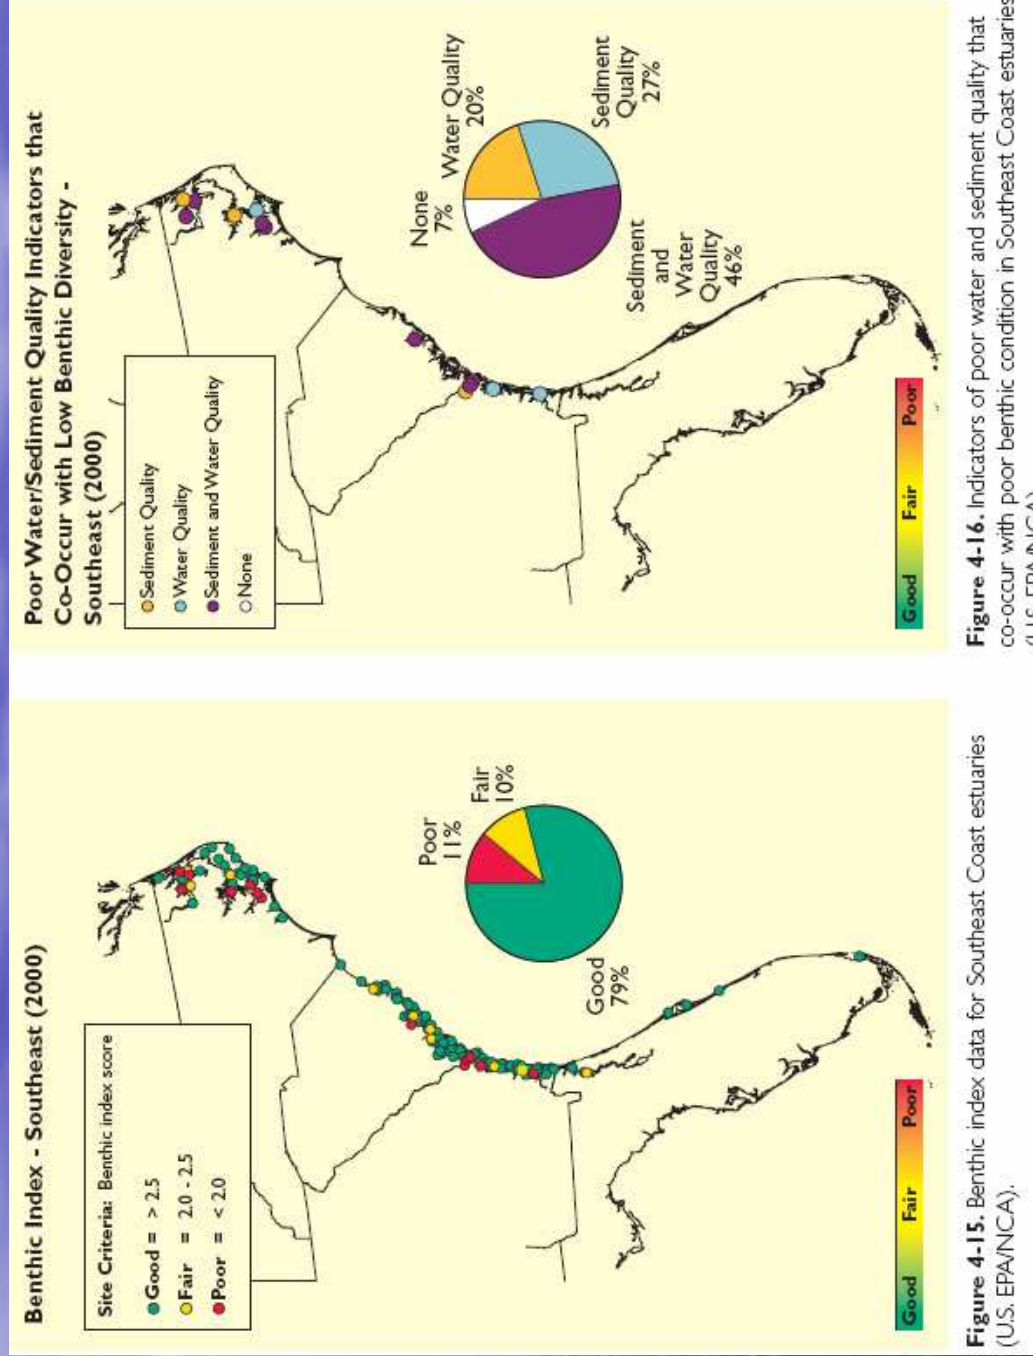 Benthic Index - Southeast (2000)
Site Criteria: Benthic index score
Good = > 2.5
Fair = 2.0 - 2.5
Poor = < 2.0
Poor
11%
Fair
10%
Good
79%
Good Fair Poor
Figure 4-15. Benthic index data for Southeast Coast estuaries
(U.S. EPA/NCA).
Poor Water/Sediment Quality Indicators that
Co-Occur with Low Benthic Diversity -
Southeast (2000)
Sediment Quality
Water Quality
Sediment and Water Quality
None
None
7%
Water Quality
20%
Sediment
Quality
27%
Sediment
and
Water
Quality
46%
Good Fair Poor
Figure 4-16. Indicators of poor water and sediment quality that
co-occur with poor benthic condition in Southeast Coast estuaries
(U.S. EPA/NCA)